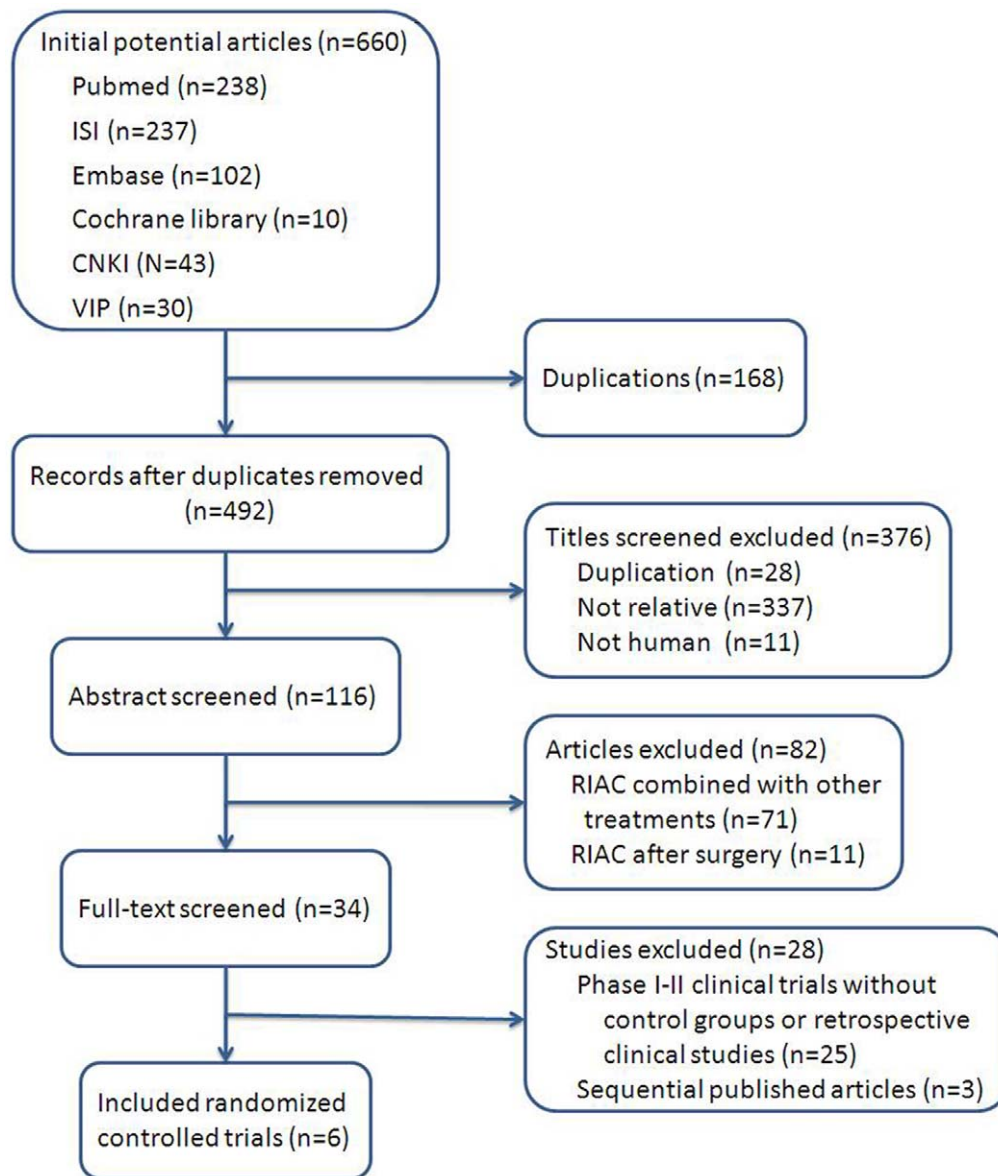 Initial potential articles (n=660)
Pubmed (n=238)
ISI (n=237)
Embase (n=102)
Cochrane library (n=10)
CNKI (N=43)
VIP (n=30)
Duplications (n=168)
Records after duplicates removed
(n=492)
Titles screened excluded (n=376)
Duplication (n=28)
Not relative (n=337)
Not human (n=11)
Abstract screened (n=116)
Articles excluded (n=82)
RIAC combined with other
treatments (n=71)
RIAC after surgery (n=11)
Full-text screened (n=34)
Studies excluded (n=28)
Phase I-II clinical trials without
control groups or retrospective
clinical studies (n=25)
Sequential published articles (n=3)
Included randomized
controlled trials (n=6)